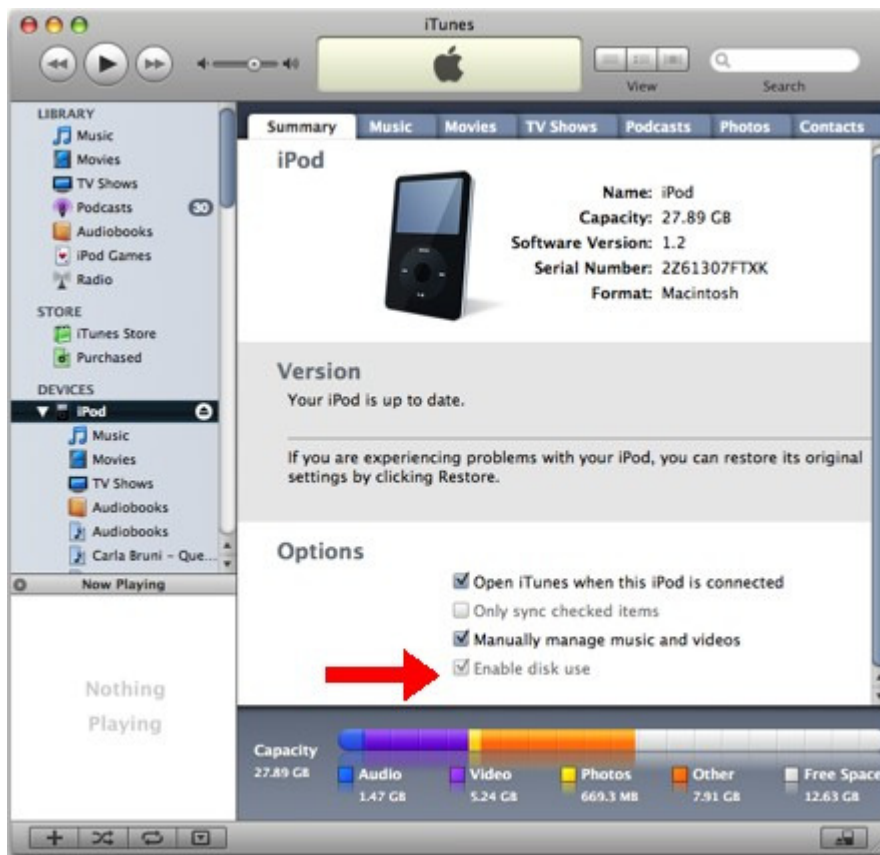 iTunes
View
Search
LIBRARY
Music
Movies
TV Shows
Podcasts
30
Audiobooks
iPod Games
Radio
STORE
iTunes Store
Purchased
DEVICES
iPod
Music
Movies
TV Shows
Audiobooks
Audiobooks
Carla Bruni – Que...
Now Playing
Nothing
Playing
Summary Music Movies TV Shows Podcasts Photos Contacts
iPod
Name: iPod
Capacity: 27.89 GB
Software Version: 1.2
Serial Number: 2Z61307FTXK
Format: Macintosh
Version
Your iPod is up to date.
If you are experiencing problems with your iPod, you can restore its original
settings by clicking Restore.
Options
Open iTunes when this iPod is connected
Only sync checked items
Manually manage music and videos
Enable disk use
Capacity
27.89 GB
Audio Video Photos Other Free Space
1.47 GB 5.24 GB 669.3 MB 7.91 GB 12.63 GB